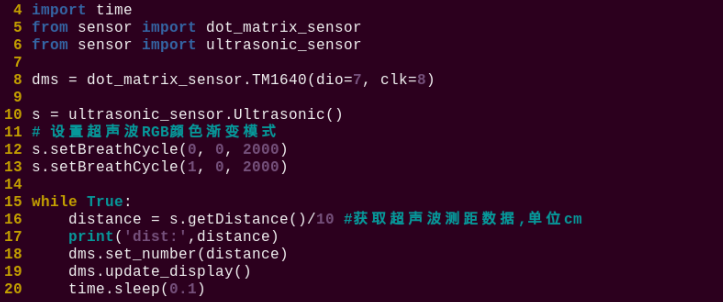 4 import time
5 from sensor import dot_matrix_sensor
6 from sensor import ultrasonic_sensor
7
8 dms = dot_matrix_sensor.TM1640(dio=7, clk=8)
9
10 s = ultrasonic_sensor.Ultrasonic()
11 # 设置超声波RGB颜色渐变模式
12 s.setBreathCycle(0, 0, 2000)
13 s.setBreathCycle(1, 0, 2000)
14
15 while True:
16     distance = s.getDistance()/10 #获取超声波测距数据,单位cm
17     print('dist:',distance)
18     dms.set_number(distance)
19     dms.update_display()
20     time.sleep(0.1)